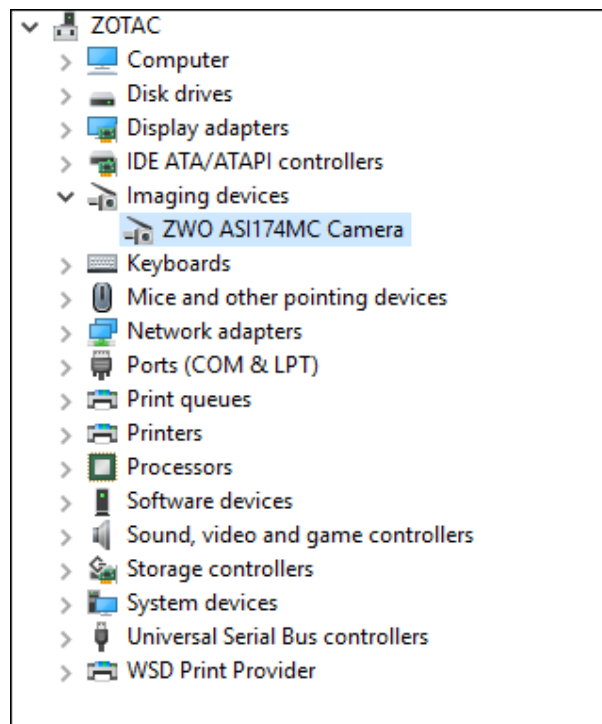 ZOTAC
Computer
Disk drives
Display adapters
IDE ATA/ATAPI controllers
Imaging devices
ZWO ASI174MC Camera
Keyboards
Mice and other pointing devices
Network adapters
Ports (COM & LPT)
Print queues
Printers
Processors
Software devices
Sound, video and game controllers
Storage controllers
System devices
Universal Serial Bus controllers
WSD Print Provider